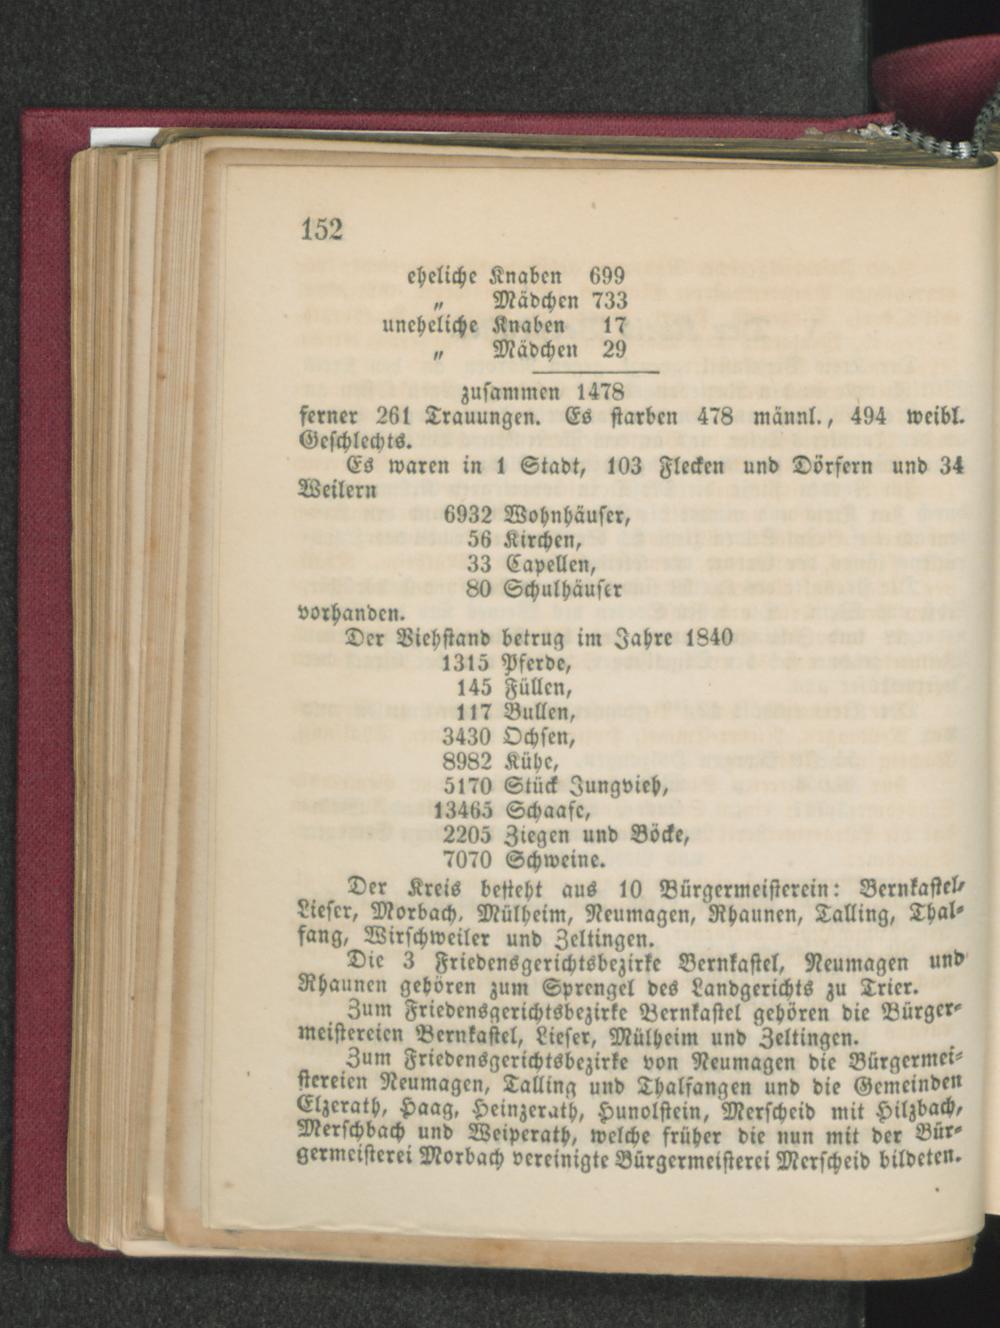 152
eheliche Knaben 699
„ Mädchen 733
uneheliche Knaben 17
„ Mädchen 29
zusammen 1478
ferner 261 Trauungen. Es starben 478 männl., 494 weibl.
Geschlechts.
Es waren in 1 Stadt, 103 Flecken und Dörfern und 34
Weilern
6932 Wohnhäuser,
56 Kirchen,
33 Capellen,
80 Schulhäuser
vorhanden.
Der Viehstand betrug im Jahre 1840
1315 Pferde,
145 Füllen,
117 Bullen,
3430 Ochsen,
8982 Kühe,
5170 Stück Jungvieh,
13465 Schaafe,
2205 Ziegen und Böcke,
7070 Schweine.
Der Kreis besteht aus 10 Bürgermeisterein: Bernkastel,
Lieser, Morbach, Mülheim, Neumagen, Rhaunen, Talling, Thal-
fang, Wirschweiler und Zeltingen.
Die 3 Friedensgerichtsbezirke Bernkastel, Neumagen und
Rhaunen gehören zum Sprengel des Landgerichts zu Trier.
Zum Friedensgerichtsbezirke Bernkastel gehören die Bürger-
meistereien Bernkastel, Lieser, Mülheim und Zeltingen.
Zum Friedensgerichtsbezirke von Neumagen die Bürgermei-
stereien Neumagen, Talling und Thalfangen und die Gemeinden
Elzerath, Haag, Heinzerath, Hunolstein, Merscheid mit Hilzbach,
Merschbach und Weiperath, welche früher die nun mit der Bür-
germeisterei Morbach vereinigte Bürgermeisterei Merscheid bildeten.